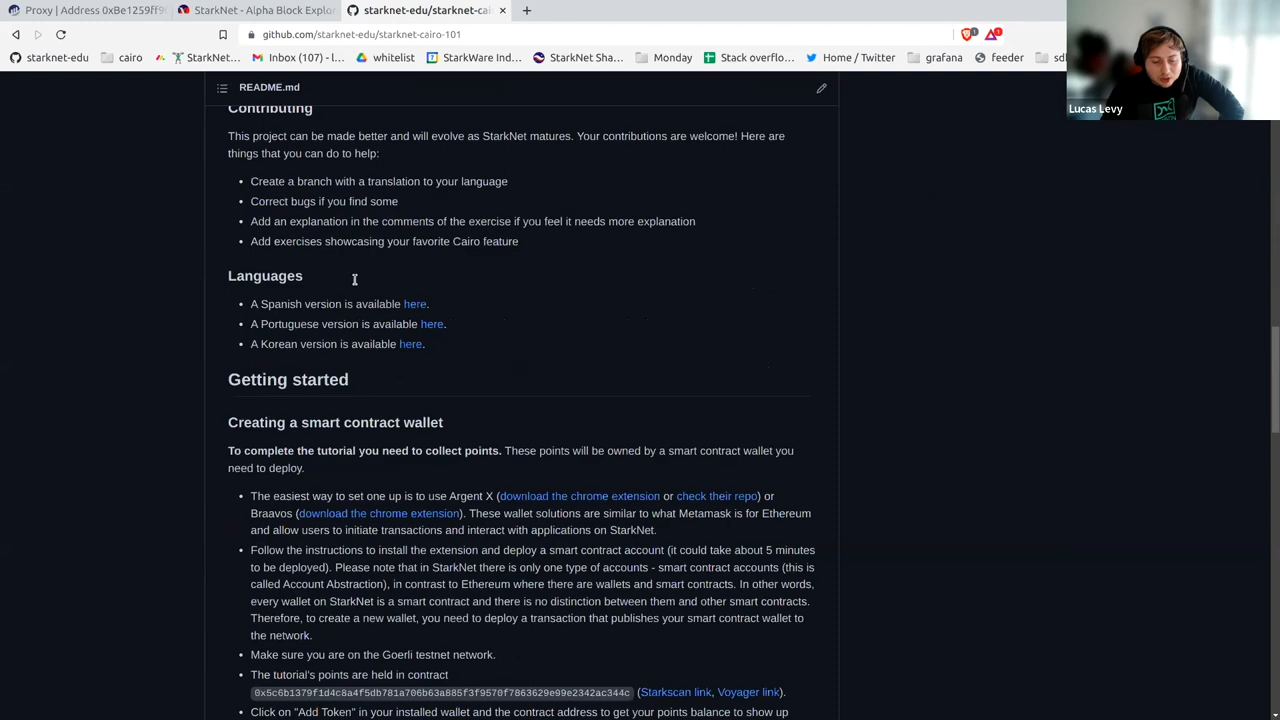 Proxy | Address 0xBe1259ff9
StarkNet - Alpha Block Explo
starknet-edu/starknet-cai
github.com/starknet-edu/starknet-cairo-101
starknet-edu cairo StarkNet... Inbox (107) - l... whitelist StarkWare Ind... StarkNet Sha... Monday Stack overflo... Home / Twitter grafana feeder
Lucas Levy
README.md
Contributing
This project can be made better and will evolve as StarkNet matures. Your contributions are welcome! Here are
things that you can do to help:
Create a branch with a translation to your language
Correct bugs if you find some
Add an explanation in the comments of the exercise if you feel it needs more explanation
Add exercises showcasing your favorite Cairo feature
Languages
A Spanish version is available here.
A Portuguese version is available here.
A Korean version is available here.
Getting started
Creating a smart contract wallet
To complete the tutorial you need to collect points. These points will be owned by a smart contract wallet you
need to deploy.
The easiest way to set one up is to use Argent X (download the chrome extension or check their repo) or
Braavos (download the chrome extension). These wallet solutions are similar to what Metamask is for Ethereum
and allow users to initiate transactions and interact with applications on StarkNet.
Follow the instructions to install the extension and deploy a smart contract account (it could take about 5 minutes
to be deployed). Please note that in StarkNet there is only one type of accounts - smart contract accounts (this is
called Account Abstraction), in contrast to Ethereum where there are wallets and smart contracts. In other words,
every wallet on StarkNet is a smart contract and there is no distinction between them and other smart contracts.
Therefore, to create a new wallet, you need to deploy a transaction that publishes your smart contract wallet to
the network.
Make sure you are on the Goerli testnet network.
The tutorial's points are held in contract
0x5c6b1379f1d4c8a4f5db781a706b63a885f3f9570f7863629e99e2342ac344c (Starkscan link, Voyager link).
Click on "Add Token" in your installed wallet and the contract address to get your points balance to show up